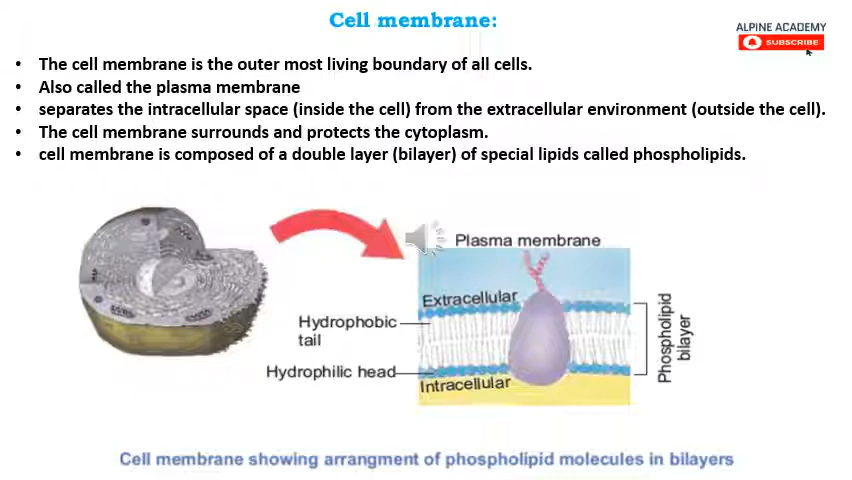 Cell membrane:
ALPINE ACADEMY
SUBSCRIBE
• The cell membrane is the outer most living boundary of all cells.
• Also called the plasma membrane
• separates the intracellular space (inside the cell) from the extracellular environment (outside the cell).
• The cell membrane surrounds and protects the cytoplasm.
• cell membrane is composed of a double layer (bilayer) of special lipids called phospholipids.
Plasma membrane
Extracellular
Hydrophobic
tail
Hydrophilic head
Intracellular
Phospholipid
bilayer
Cell membrane showing arrangment of phospholipid molecules in bilayers